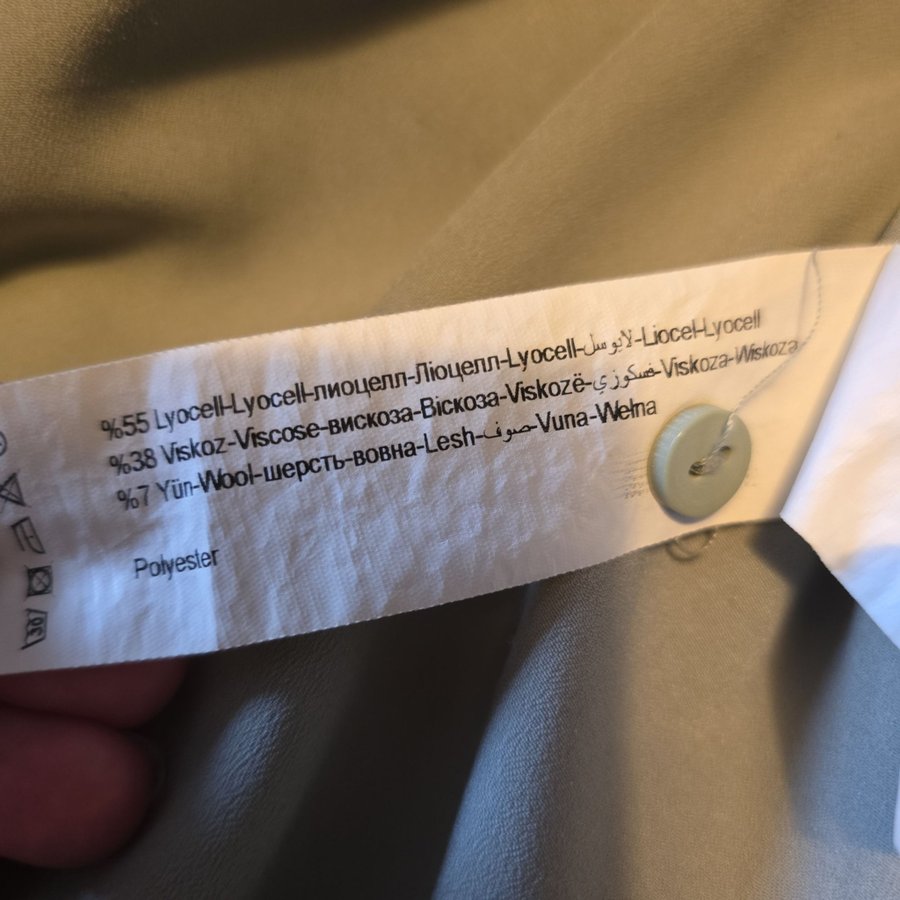 %55 Lyocell-Lyocell-лиоцелл-Ліоцелл-Lyocell-لايوسل-Liocel-Lyocell
%38 Viskoz-Viscose-вискоза-Віскоза-Viskozë-فسكوزي-Viskoza-Wiskoza
%7 Yün-Wool-шерсть-вовна-Lesh-صوف-Vuna-Wełna
Polyester
30